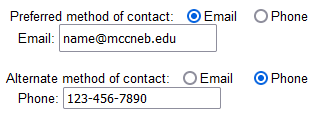 Preferred method of contact: Email Phone
Email: name@mccneb.edu
Alternate method of contact: Email Phone
Phone: 123-456-7890